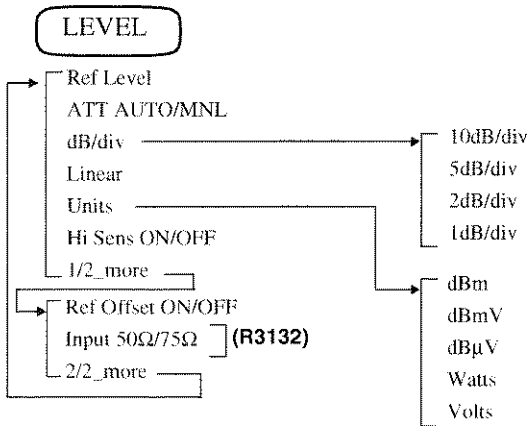 LEVEL
Ref Level
ATT AUTO/MNL
dB/div
Linear
Units
Hi Sens ON/OFF
1/2_more
Ref Offset ON/OFF
Input 50Ω/75Ω (R3132)
2/2_more
10dB/div
5dB/div
2dB/div
1dB/div
dBm
dBmV
dBμV
Watts
Volts